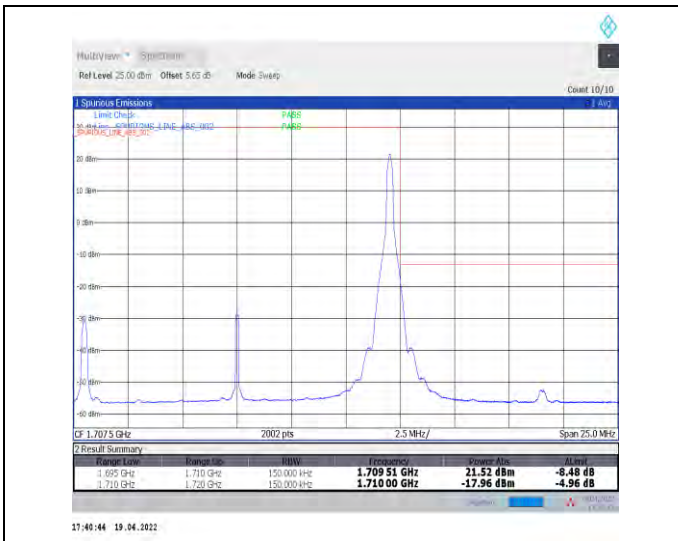 MultiView Spectrum
Ref Level 25.00 dBm Offset 5.65 dB Mode Sweep
Count 10/10
1 Spurious Emissions 1 Avg
Limit Check PASS
PASS
_SPURIOUS_LINE_ABS_002
20 dBm
10 dBm
0 dBm
-10 dBm
-20 dBm
-30 dBm
-40 dBm
-50 dBm
-60 dBm
CF 1.7075 GHz 2002 pts 2.5 MHz/ Span 25.0 MHz
2 Result Summary
Range Low Range Up RBW Frequency Power Abs ΔLimit
1.695 GHz 1.710 GHz 150.000 kHz 1.709 51 GHz 21.52 dBm -8.48 dB
1.710 GHz 1.720 GHz 150.000 kHz 1.710 00 GHz -17.96 dBm -4.96 dB
17:40:44 19.04.2022